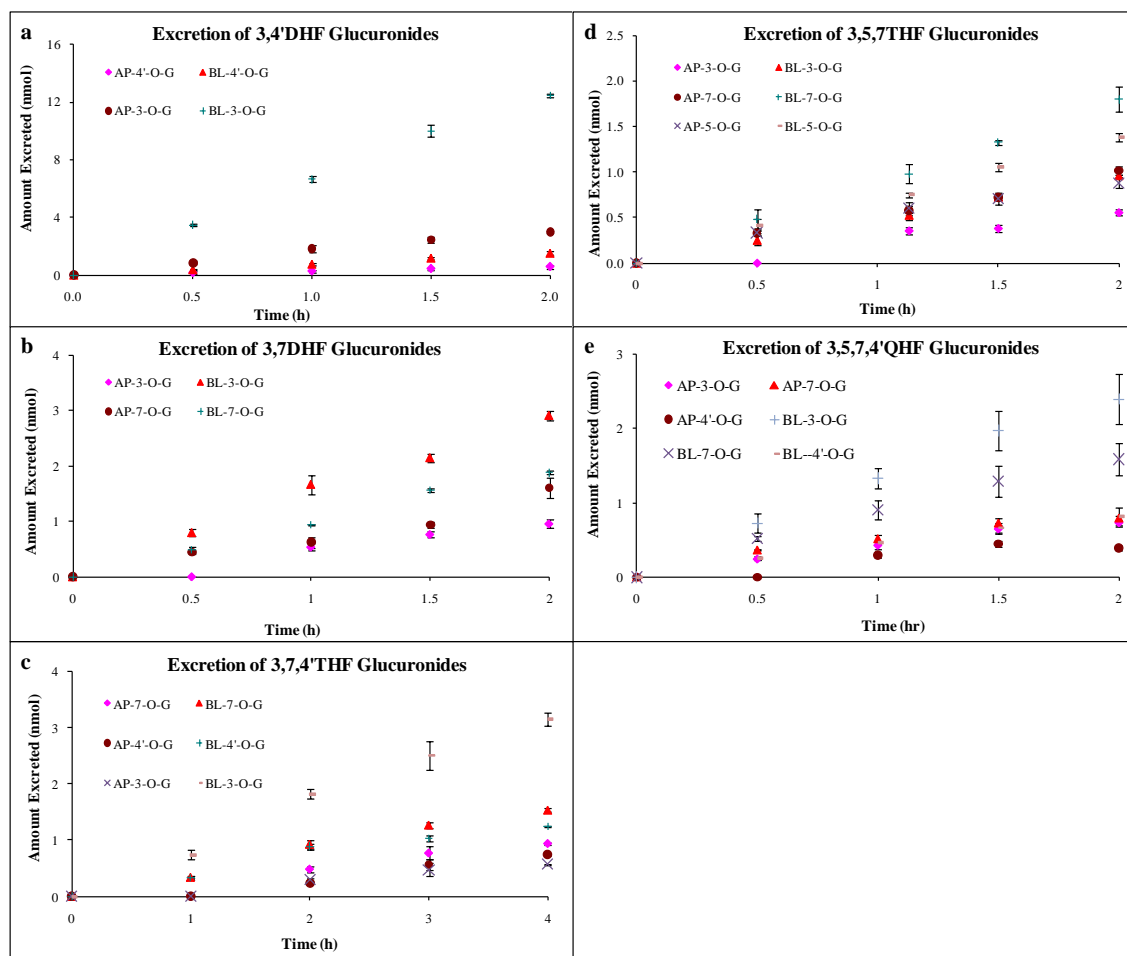 a
Excretion of 3,4'DHF Glucuronides
16
12
8
4
0
Amount Excreted (nmol)
AP-4'-O-G BL-4'-O-G
AP-3-O-G BL-3-O-G
0.0 0.5 1.0 1.5 2.0
Time (h)
b
Excretion of 3,7DHF Glucuronides
4
3
2
1
0
Amount Excreted (nmol)
AP-3-O-G BL-3-O-G
AP-7-O-G BL-7-O-G
0 0.5 1 1.5 2
Time (h)
c
Excretion of 3,7,4'THF Glucuronides
4
3
2
1
0
Amount Excreted (nmol)
AP-7-O-G BL-7-O-G
AP-4'-O-G BL-4'-O-G
AP-3-O-G BL-3-O-G
0 1 2 3 4
Time (h)
d
Excretion of 3,5,7THF Glucuronides
2.5
2.0
1.5
1.0
0.5
0.0
Amount Excreted (nmol)
AP-3-O-G BL-3-O-G
AP-7-O-G BL-7-O-G
AP-5-O-G BL-5-O-G
0 0.5 1 1.5 2
Time (h)
e
Excretion of 3,5,7,4'QHF Glucuronides
3
2
1
0
Amount Excreted (nmol)
AP-3-O-G AP-7-O-G
AP-4'-O-G BL-3-O-G
BL-7-O-G BL--4'-O-G
0 0.5 1 1.5 2
Time (hr)